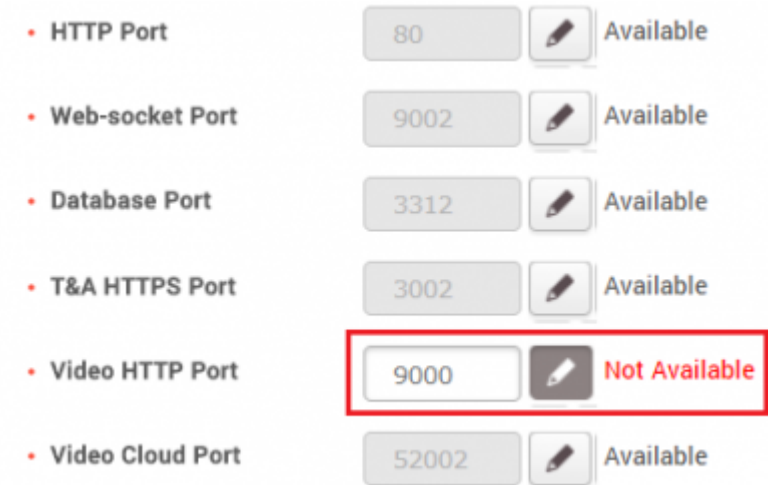 HTTP Port 80 Available
Web-socket Port 9002 Available
Database Port 3312 Available
T&A HTTPS Port 3002 Available
Video HTTP Port 9000 Not Available
Video Cloud Port 52002 Available